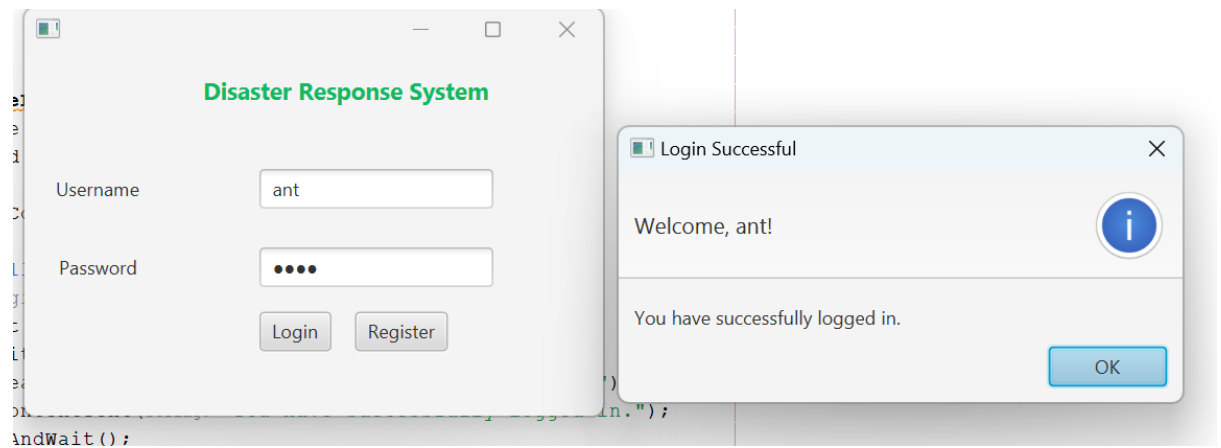 Disaster Response System
Username
ant
Password
Login
Register
Login Successful
Welcome, ant!
You have successfully logged in.
OK
")
in.");
AndWait();